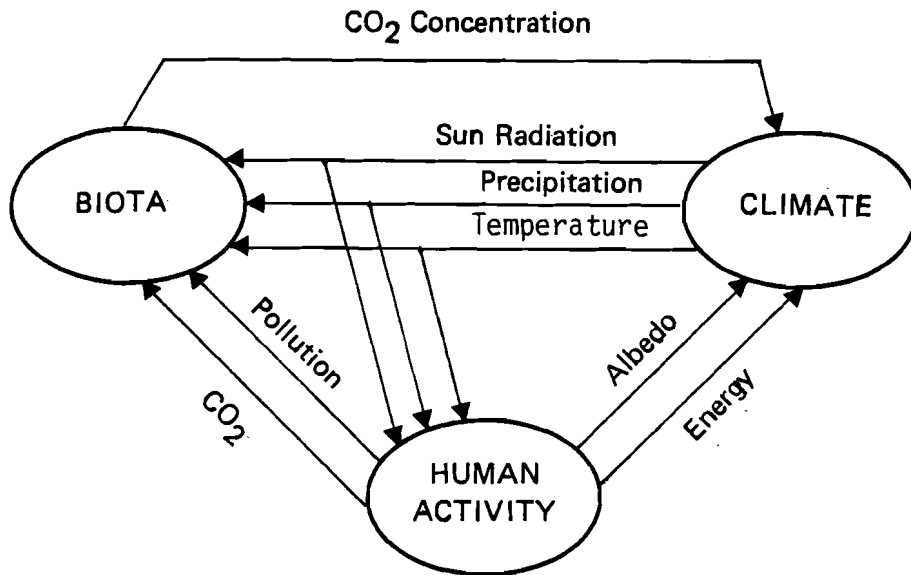 CO₂ Concentration
Sun Radiation
Precipitation
Temperature
BIOTA
CLIMATE
Pollution
CO₂
Albedo
Energy
HUMAN
ACTIVITY